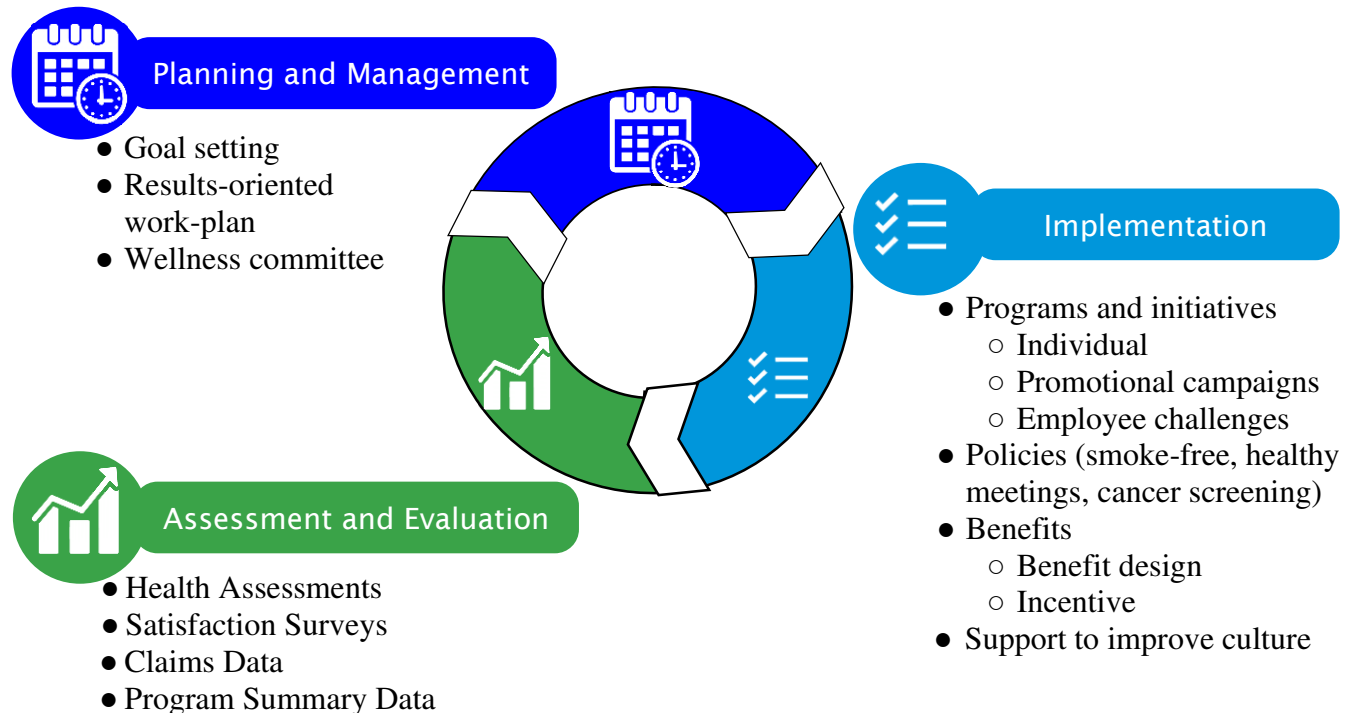 Planning and Management
● Goal setting
● Results-oriented
work-plan
● Wellness committee
Implementation
● Programs and initiatives
○ Individual
○ Promotional campaigns
○ Employee challenges
● Policies (smoke-free, healthy
meetings, cancer screening)
● Benefits
○ Benefit design
○ Incentive
● Support to improve culture
Assessment and Evaluation
● Health Assessments
● Satisfaction Surveys
● Claims Data
● Program Summary Data